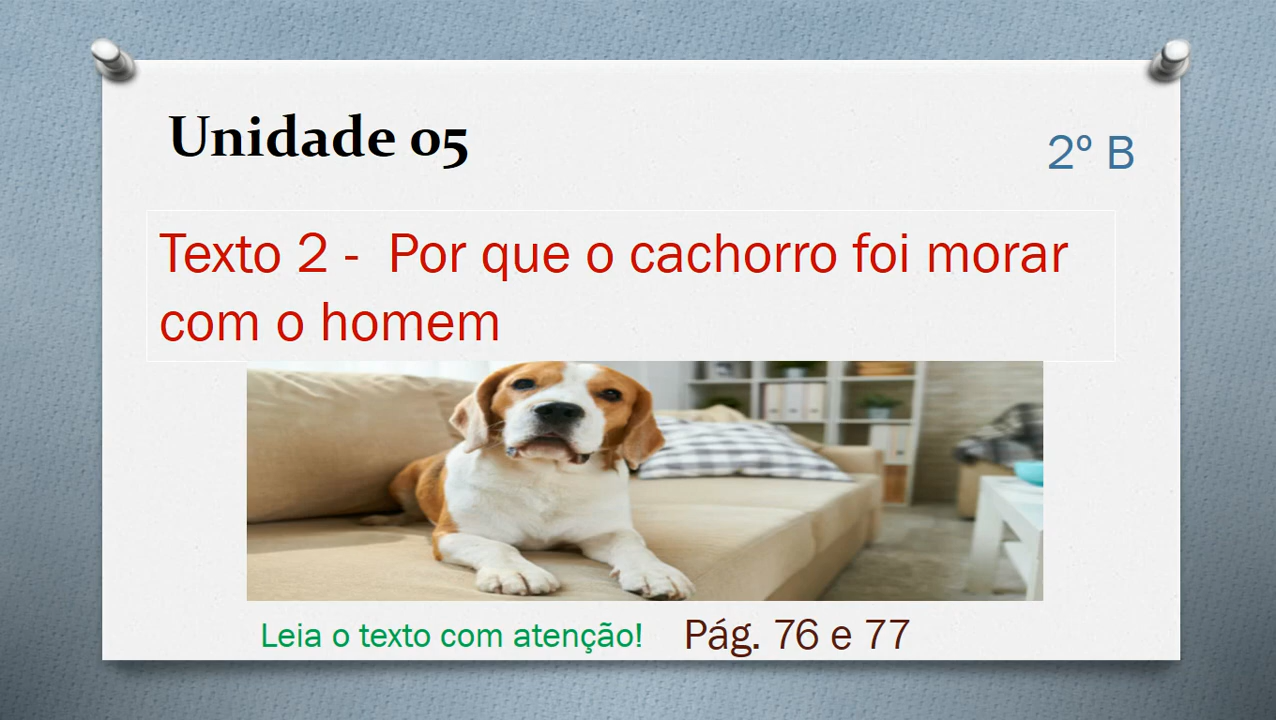 Unidade 05
2º B
Texto 2 - Por que o cachorro foi morar
com o homem
Leia o texto com atenção!
Pág. 76 e 77